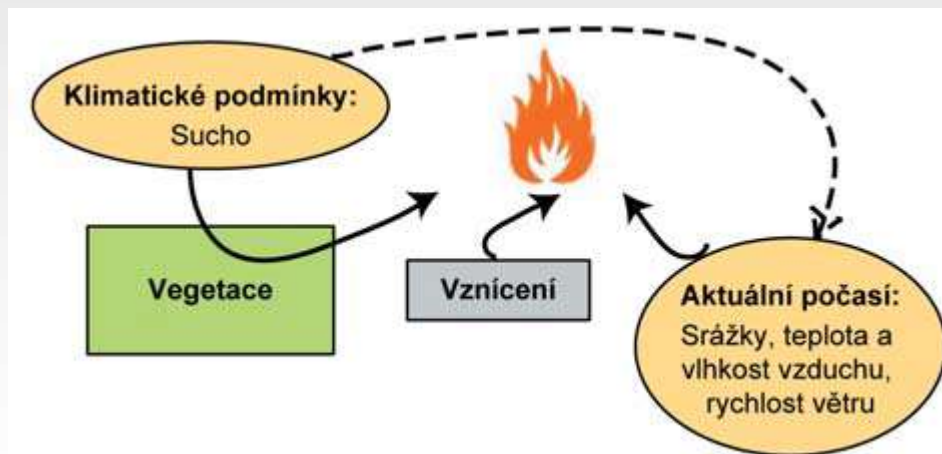 Klimatické podmínky:
Sucho
Vegetace
Vznícení
Aktuální počasí:
Srážky, teplota a
vlhkost vzduchu,
rychlost větru